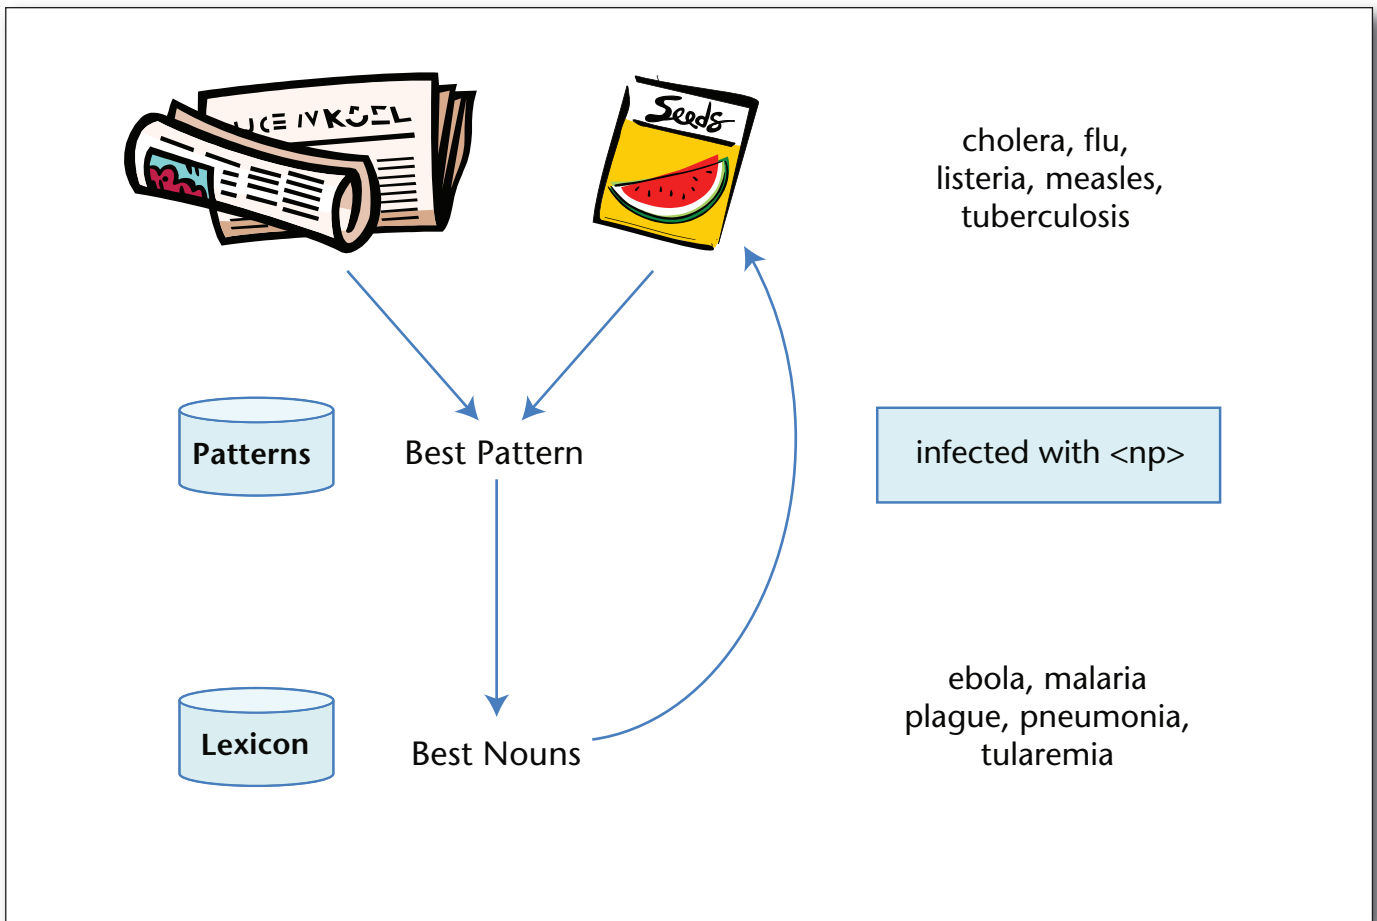 Seeds
cholera, flu,
listeria, measles,
tuberculosis
Patterns
Best Pattern
infected with <np>
Lexicon
Best Nouns
ebola, malaria
plague, pneumonia,
tularemia